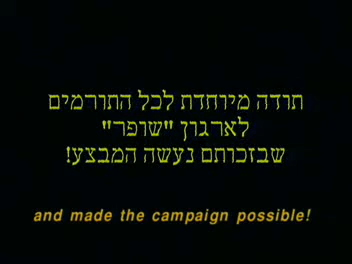 תודה מיוחדת לכל התורמים
לארגון "שופר"
שבזכותם נעשה המבצע!
and made the campaign possible!